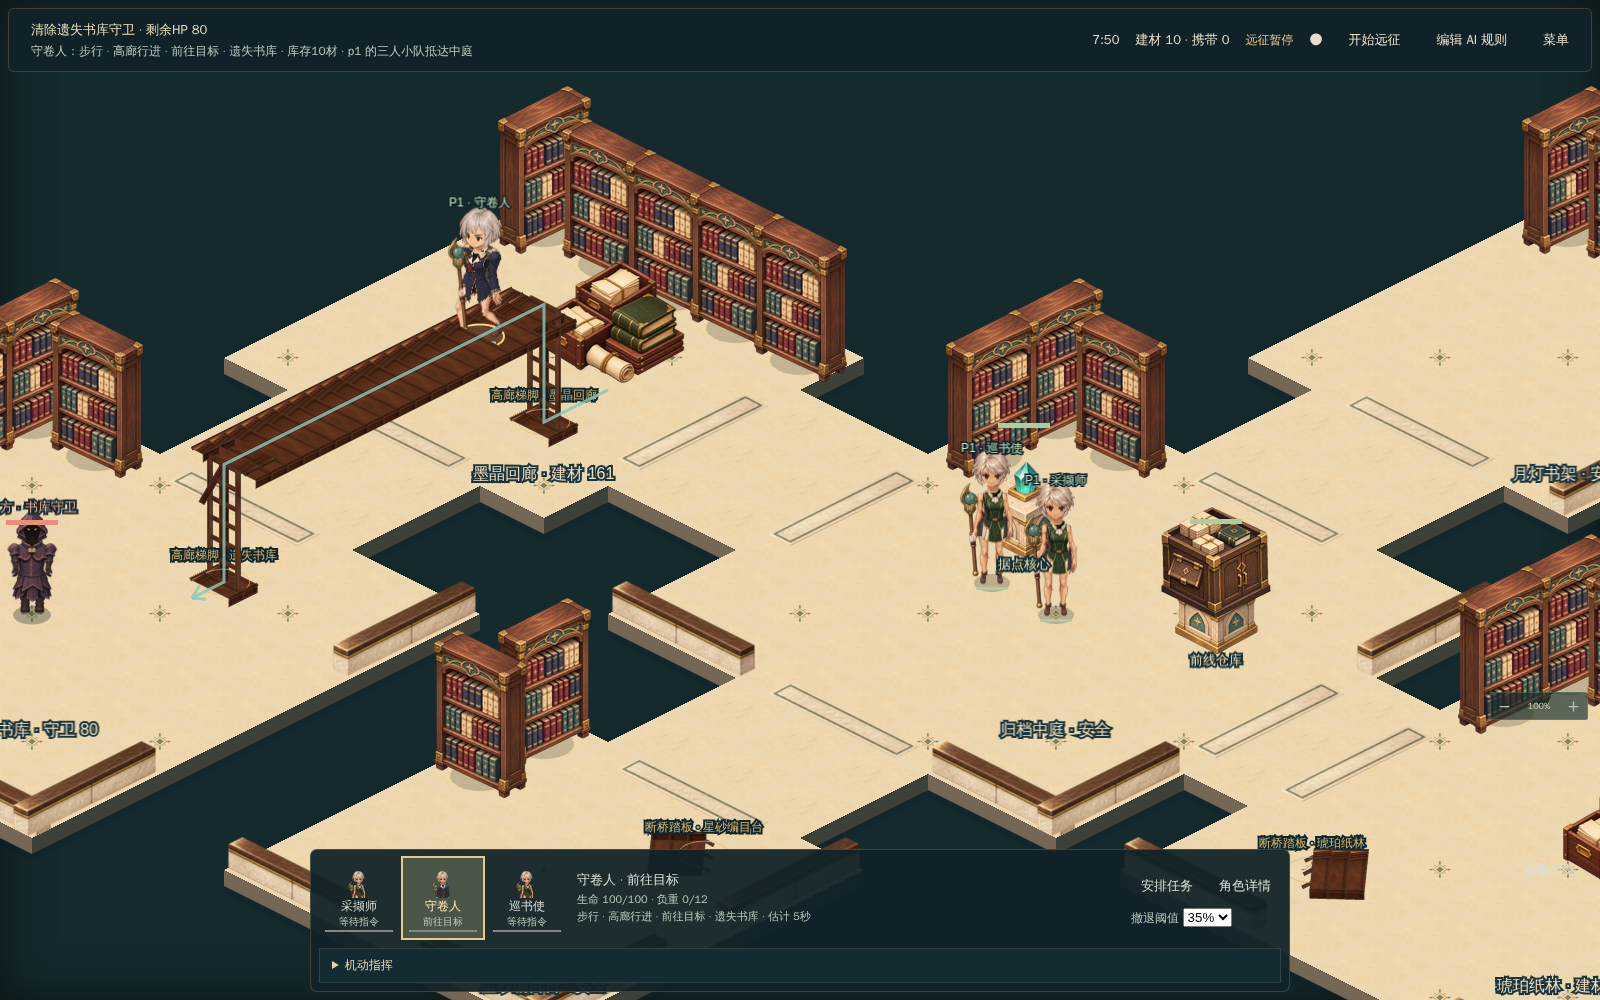 清除遗失书库守卫 · 剩余HP 80
守卷人：步行 · 高廊行进 · 前往目标 · 遗失书库 · 库存10材 · p1 的三人小队抵达中庭
7:50 建材 10 · 携带 0 远征暂停 开始远征 编辑 AI 规则 菜单
P1 · 守卷人
高廊梯脚 墨晶回廊
墨晶回廊 · 建材 161
P1 · 巡书使
P1 · 采撷师
月灯书架 · 安
方 · 书库守卫
高廊梯脚 遗失书库
据点核心
前线仓库
100%
书库 · 守卫 80
归档中庭 · 安全
断桥踏板 · 星砂编目台
断桥踏板 · 琥珀纸林
采撷师
等待指令
守卷人
前往目标
巡书使
等待指令
守卷人 · 前往目标
生命 100/100 · 负重 0/12
步行 · 高廊行进 · 前往目标 · 遗失书库 · 估计 5秒
安排任务 角色详情
撤退阈值 35%
机动指挥
琥珀纸林 · 建材